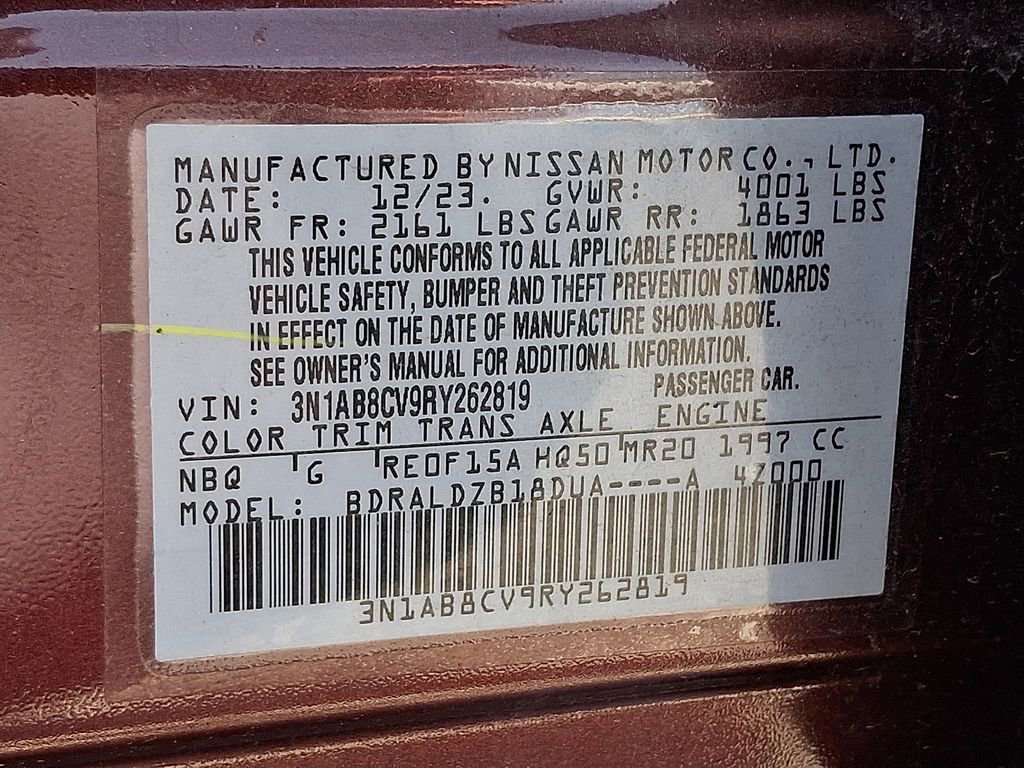 MANUFACTURED BY NISSAN MOTOR CO., LTD.
DATE: 12/23. GVWR: 4001 LBS
GAWR FR: 2161 LBS GAWR RR: 1863 LBS
THIS VEHICLE CONFORMS TO ALL APPLICABLE FEDERAL MOTOR
VEHICLE SAFETY, BUMPER AND THEFT PREVENTION STANDARDS
IN EFFECT ON THE DATE OF MANUFACTURE SHOWN ABOVE.
SEE OWNER'S MANUAL FOR ADDITIONAL INFORMATION.
VIN: 3N1AB8CV9RY262819 PASSENGER CAR.
COLOR TRIM TRANS AXLE ENGINE
NBQ G RE0F15A HQ50 MR20 1997 CC
MODEL: BDRALDZB18DUA----A 4Z000
3N1AB8CV9RY262819